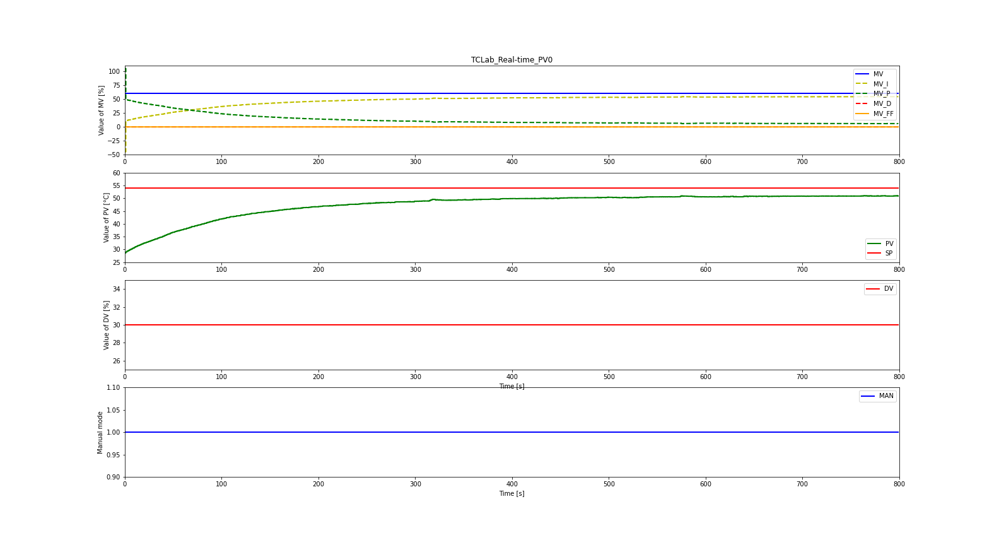 TCLab_Real-time_PV0
Value of MV [%]
100
75
50
25
0
−25
−50
MV
MV_I
MV_P
MV_D
MV_FF
0 100 200 300 400 500 600 700 800
Value of PV [°C]
60
55
50
45
40
35
30
25
PV
SP
0 100 200 300 400 500 600 700 800
Value of DV [%]
34
32
30
28
26
DV
0 100 200 300 400 500 600 700 800
Time [s]
Manual mode
1.10
1.05
1.00
0.95
0.90
MAN
0 100 200 300 400 500 600 700 800
Time [s]